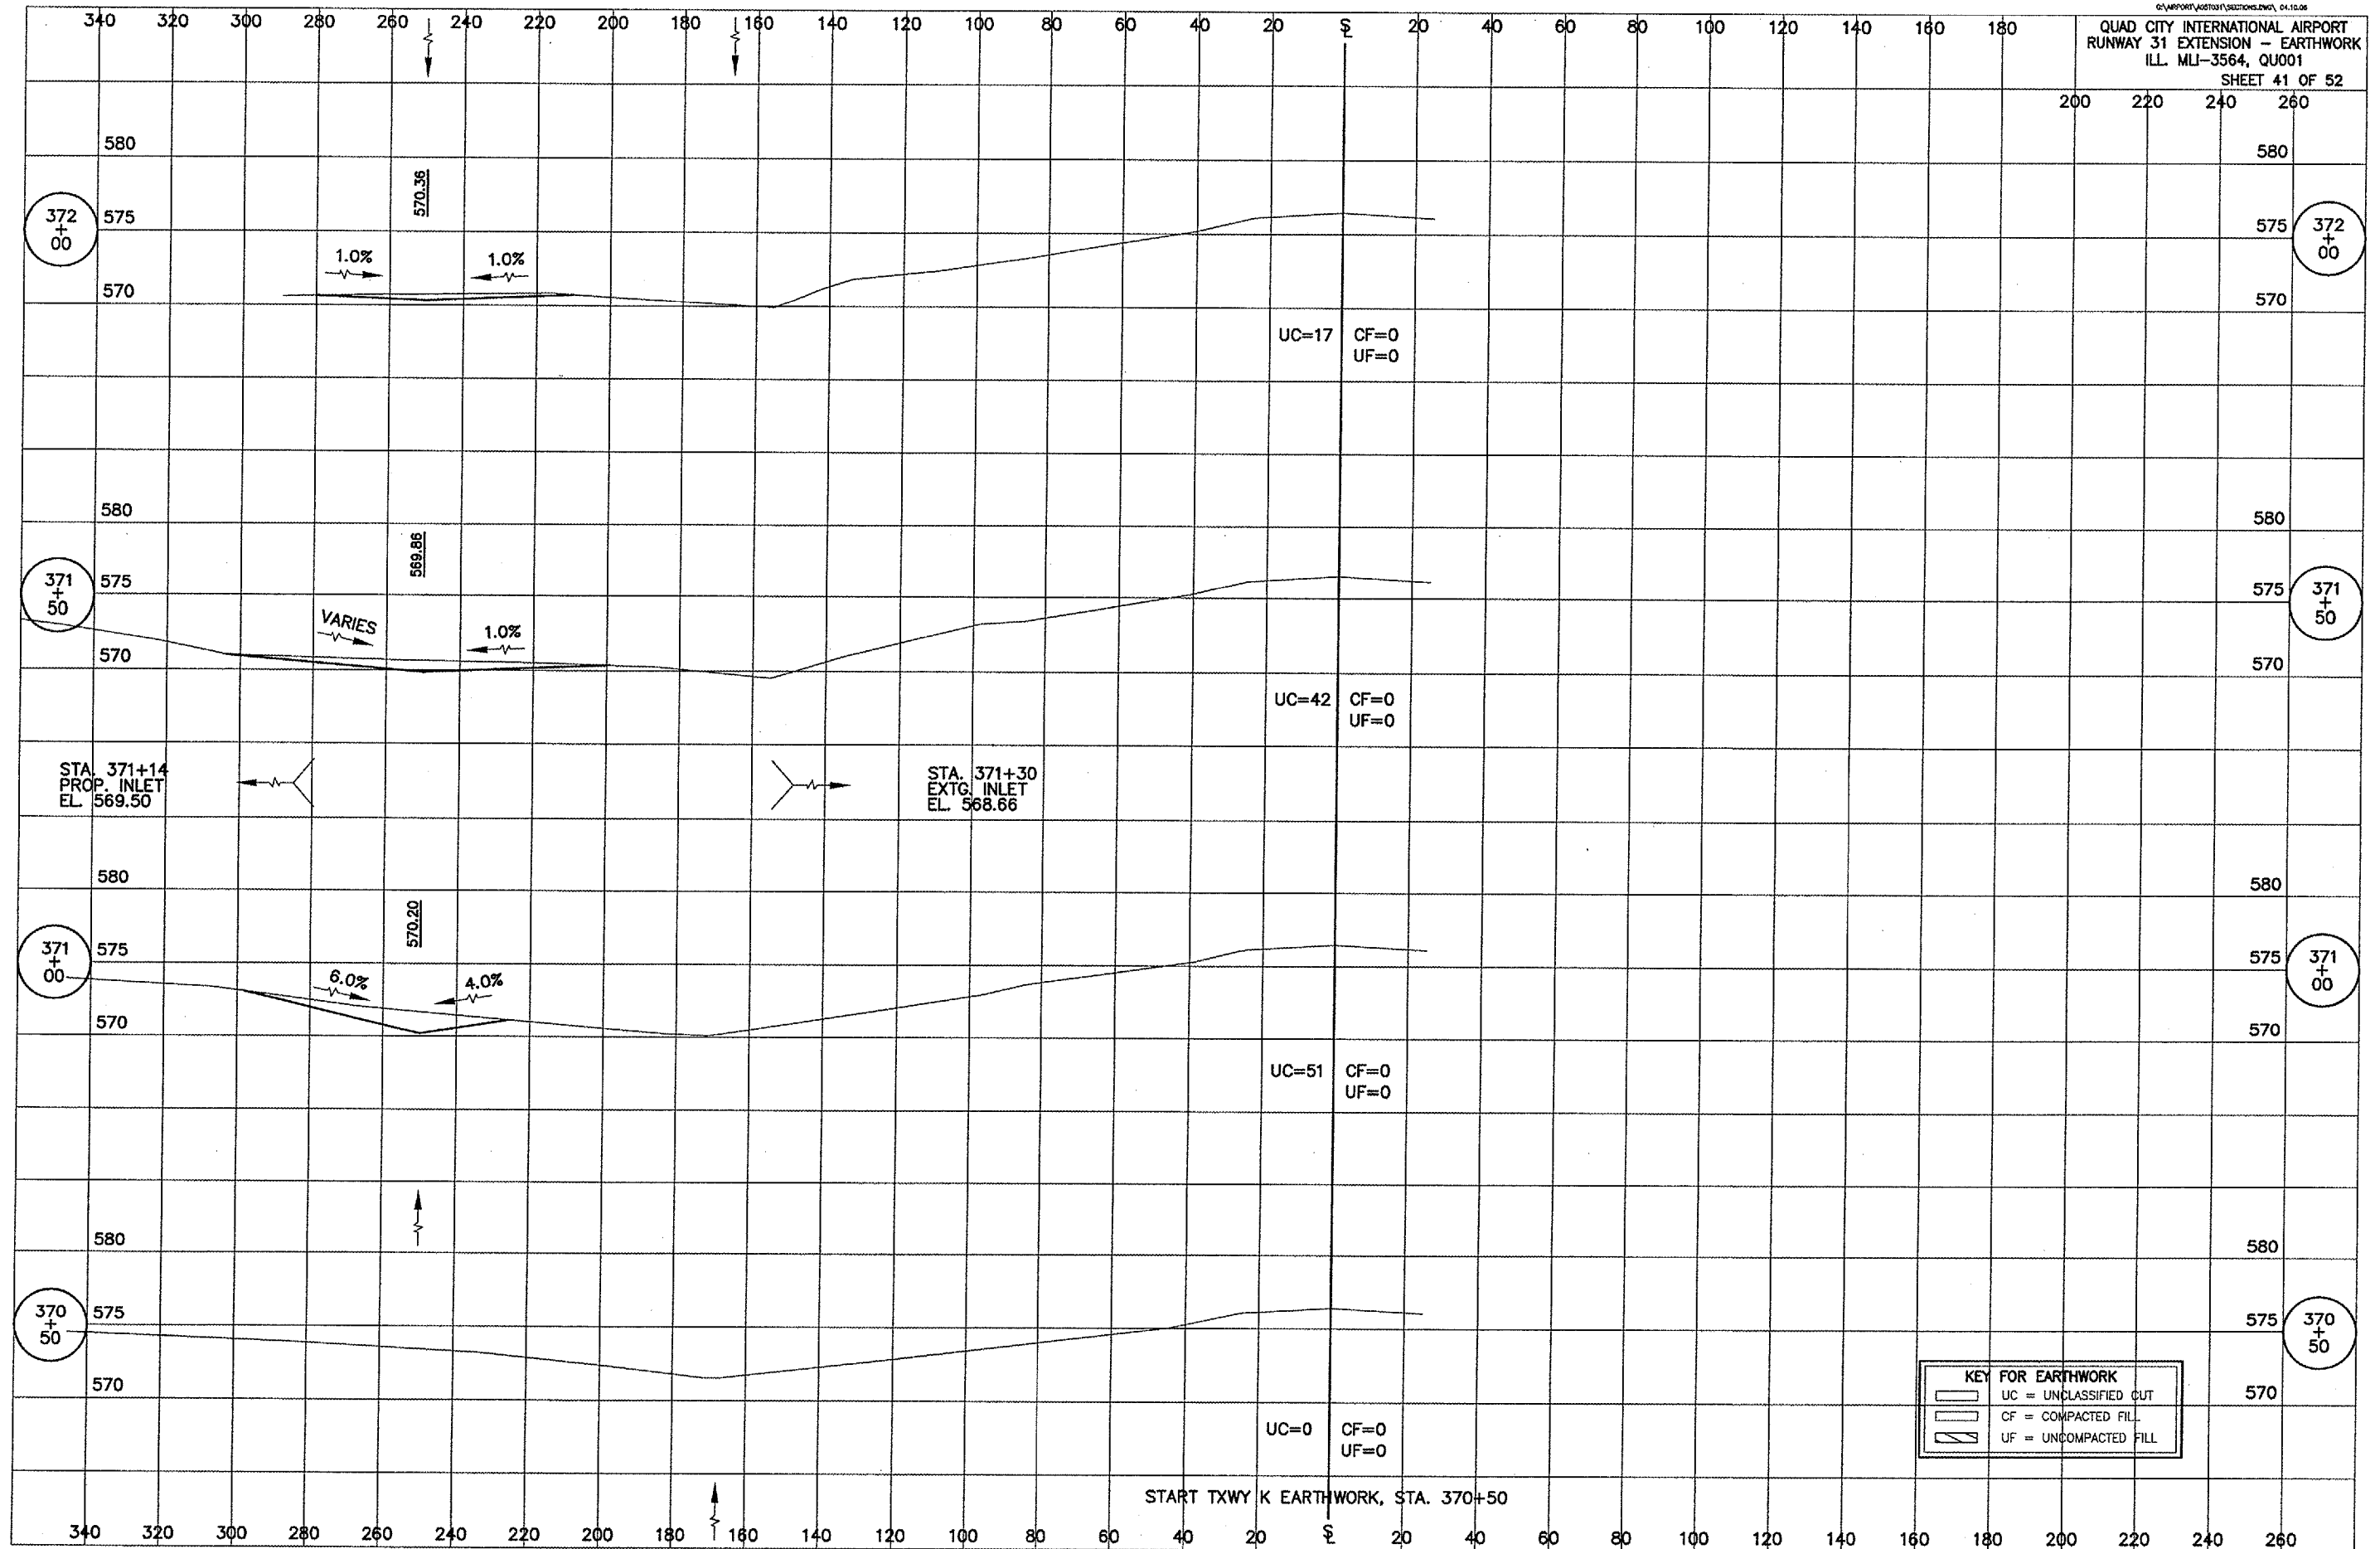 G:\AIRPORT\A05T031\SECTIONS.DWG\, 04.10.06
QUAD CITY INTERNATIONAL AIRPORT
RUNWAY 31 EXTENSION – EARTHWORK
ILL. MLI–3564, QU001
SHEET 41 OF 52
340 320 300 280 260 240 220 200 180 160 140 120 100 80 60 40 20 ℄ 20 40 60 80 100 120 140 160 180
200 220 240 260
580 580
570.36
372+00 575 575 372+00
1.0% 1.0%
570 570
UC=17 CF=0
UF=0
580 580
569.86
371+50 575 575 371+50
VARIES 1.0%
570 570
UC=42 CF=0
UF=0
STA. 371+14
PROP. INLET
EL. 569.50
STA. 371+30
EXTG. INLET
EL. 568.66
580 580
570.20
371+00 575 575 371+00
6.0% 4.0%
570 570
UC=51 CF=0
UF=0
580 580
370+50 575 575 370+50
570 570
UC=0 CF=0
UF=0
KEY FOR EARTHWORK
UC = UNCLASSIFIED CUT
CF = COMPACTED FILL
UF = UNCOMPACTED FILL
START TXWY K EARTHWORK, STA. 370+50
340 320 300 280 260 240 220 200 180 160 140 120 100 80 60 40 20 ℄ 20 40 60 80 100 120 140 160 180 200 220 240 260